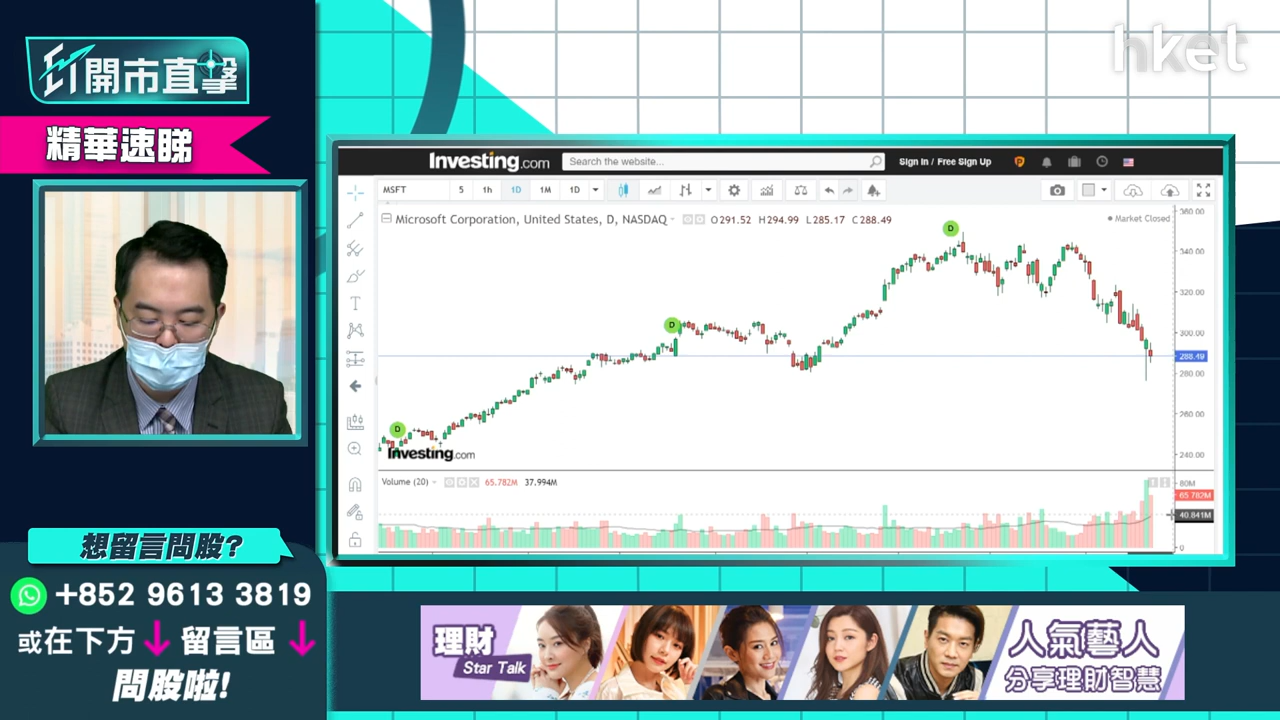 hket
ET開市直擊
精華速睇
Investing.com
Search the website...
Sign In / Free Sign Up
MSFT
5
1h
1D
1M
1D
Microsoft Corporation, United States, D, NASDAQ
O291.52 H294.99 L285.17 C288.49
Market Closed
360.00
340.00
320.00
300.00
288.49
280.00
260.00
240.00
D
D
D
Investing.com
Volume (20)
65.782M
37.994M
80M
65.782M
40.841M
0
想留言問股?
+852 9613 3819
或在下方 留言區
問股啦!
理財
Star Talk
人氣藝人
分享理財智慧